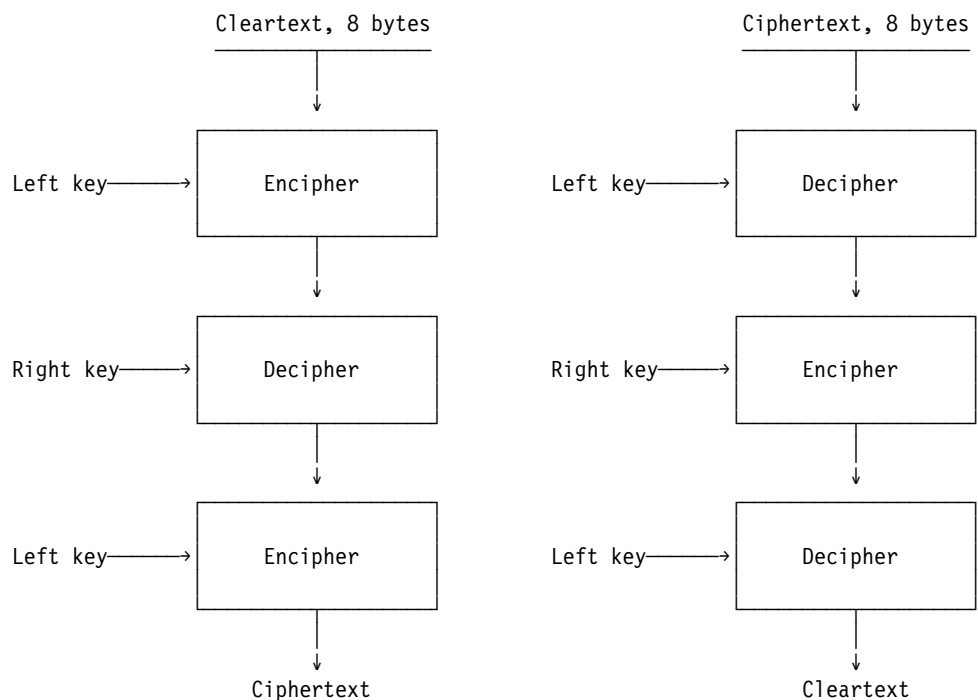 Cleartext, 8 bytes
Ciphertext, 8 bytes
Left key
Encipher
Left key
Decipher
Right key
Decipher
Right key
Encipher
Left key
Encipher
Left key
Decipher
Ciphertext
Cleartext